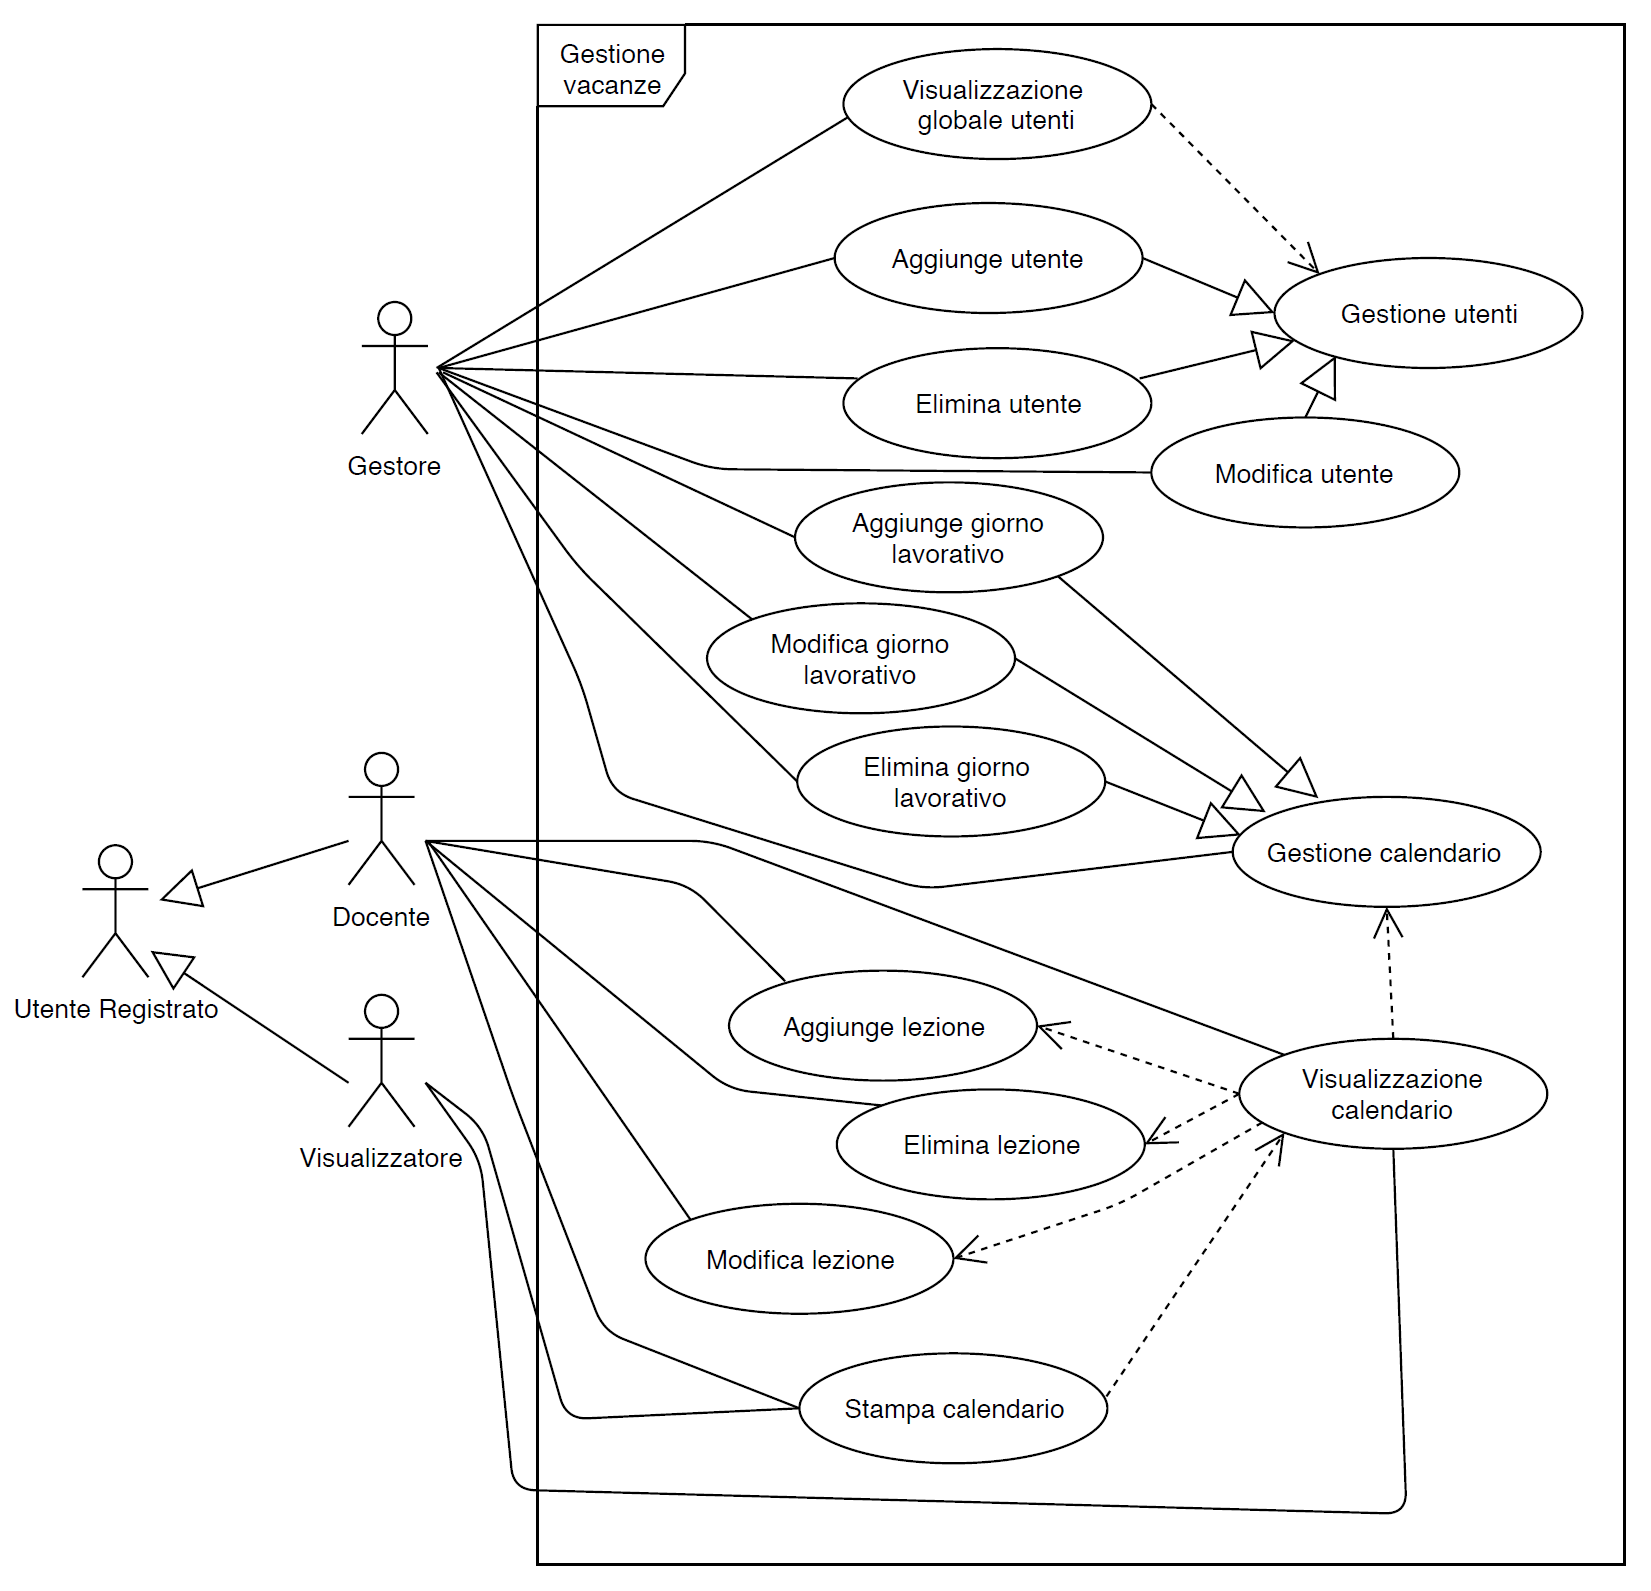 Gestione
vacanze
Visualizzazione
globale utenti
Aggiunge utente
Gestione utenti
Elimina utente
Gestore
Modifica utente
Aggiunge giorno
lavorativo
Modifica giorno
lavorativo
Elimina giorno
lavorativo
Gestione calendario
Docente
Utente Registrato
Aggiunge lezione
Visualizzazione
calendario
Elimina lezione
Visualizzatore
Modifica lezione
Stampa calendario